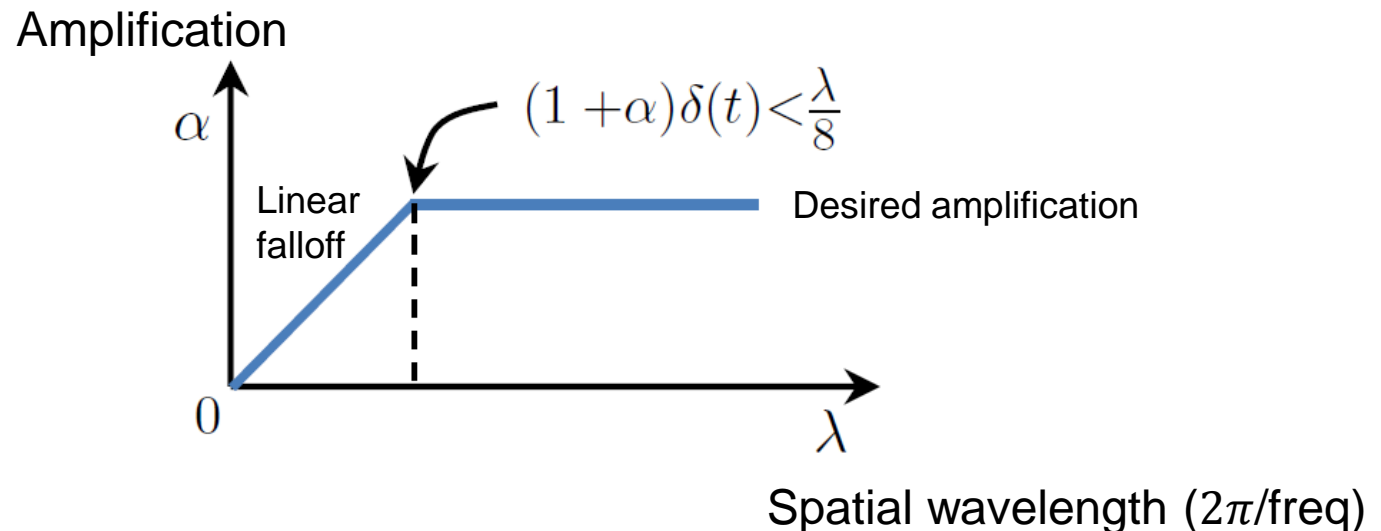 Amplification
α
(1 +α)δ(t)<λ/8
Linear
falloff
Desired amplification
0
λ
Spatial wavelength (2π/freq)